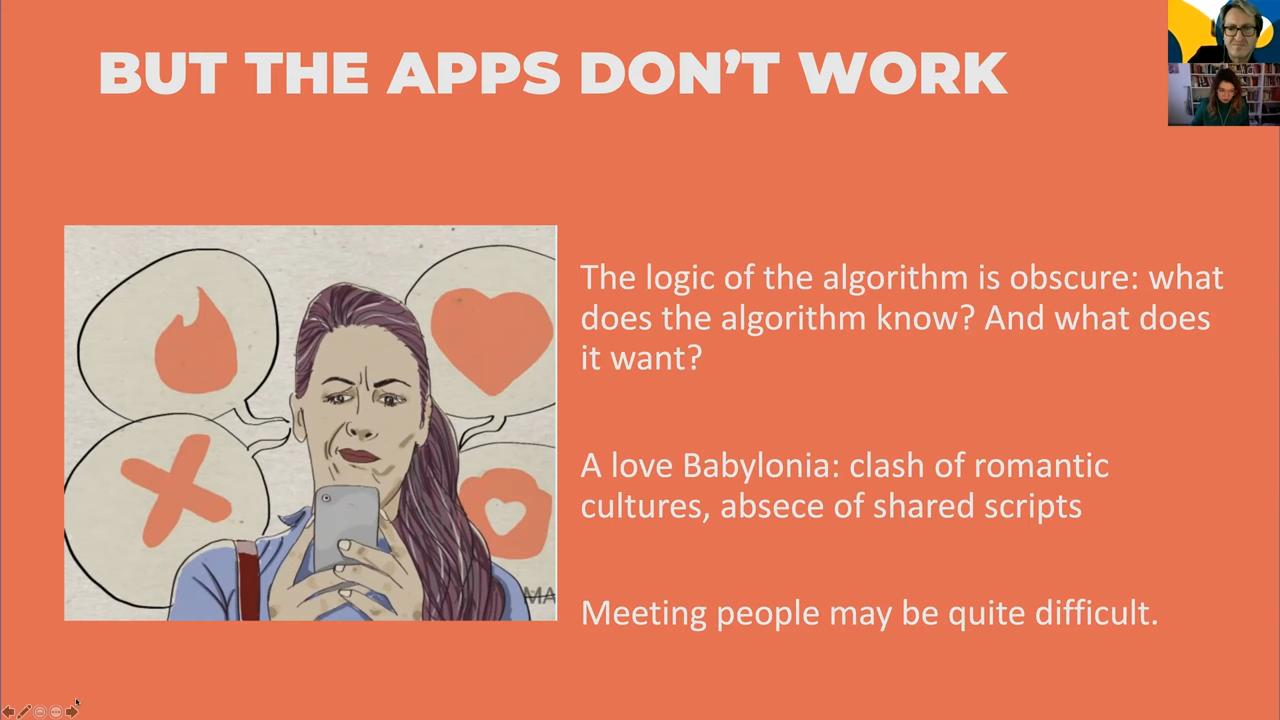 BUT THE APPS DON'T WORK
The logic of the algorithm is obscure: what
does the algorithm know? And what does
it want?
A love Babylonia: clash of romantic
cultures, absece of shared scripts
MA
Meeting people may be quite difficult.